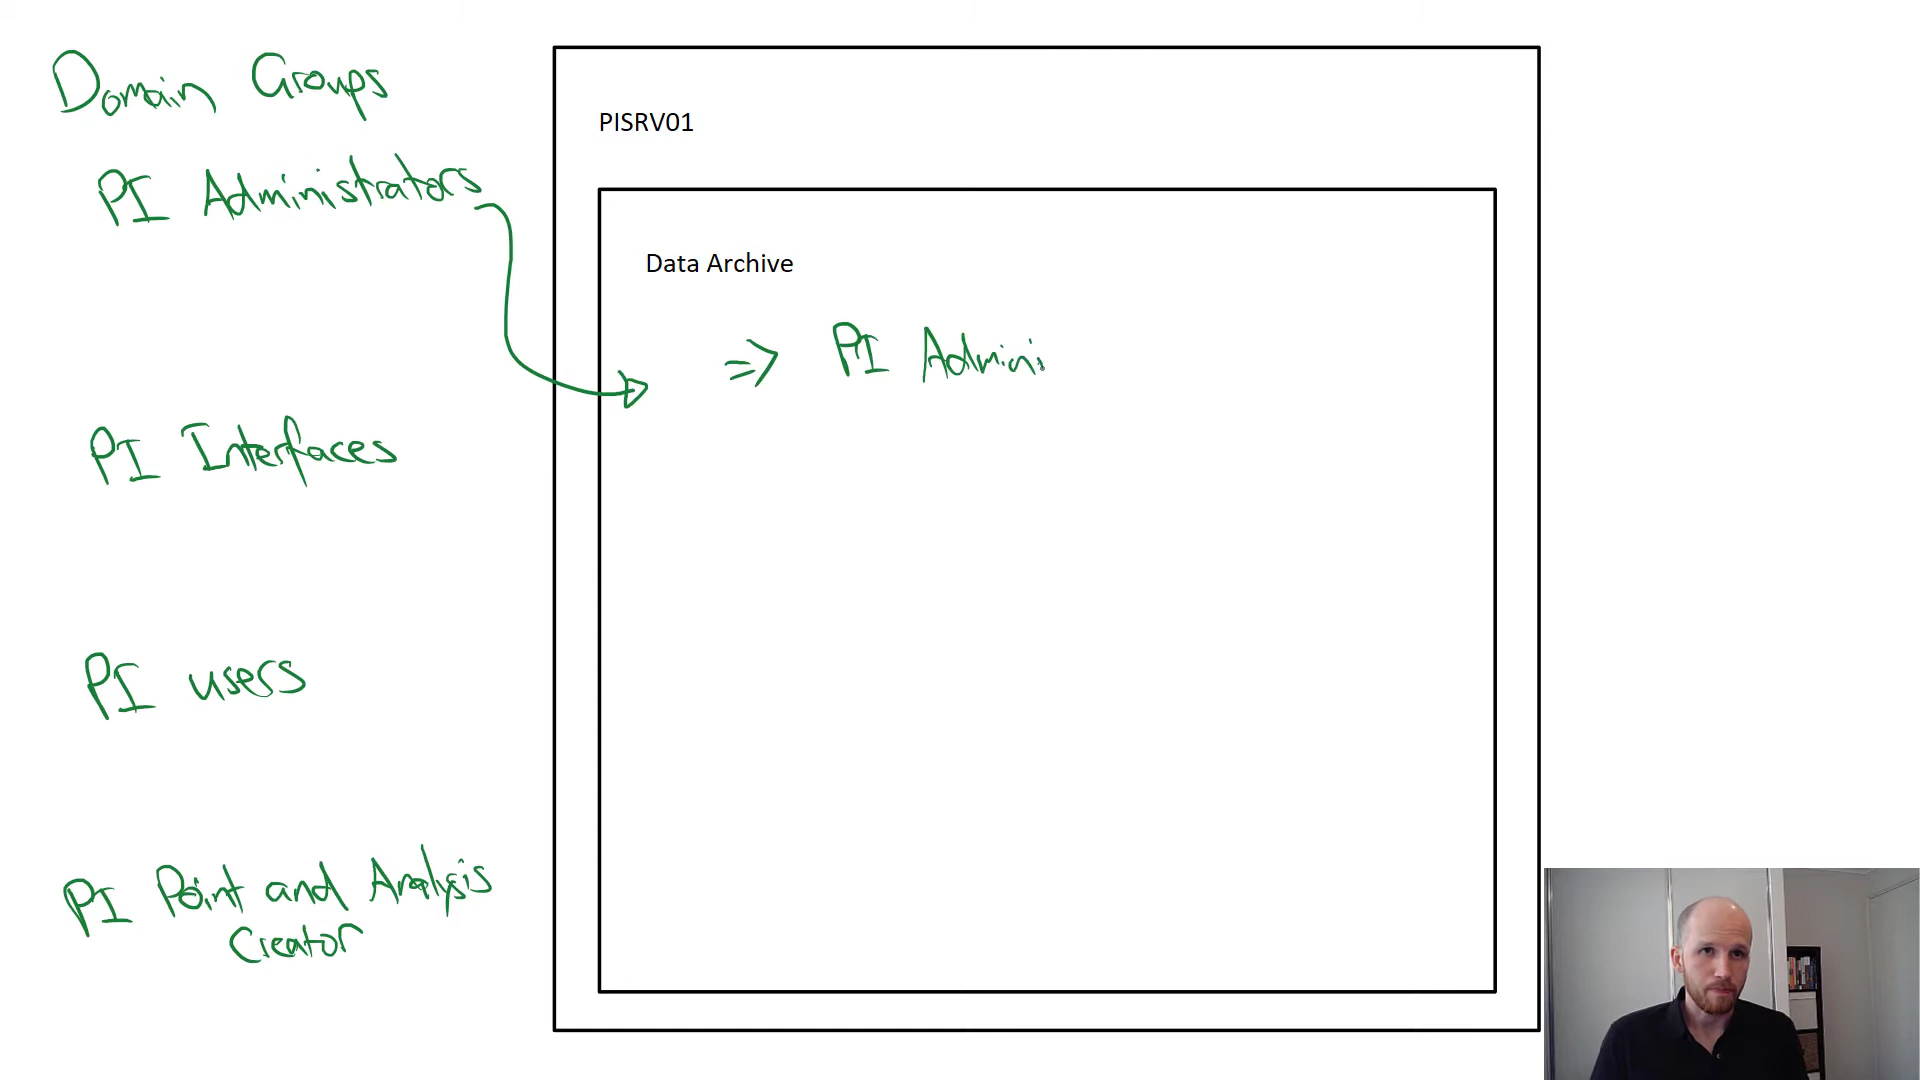 Domain Groups
PI Administrators
PI Interfaces
PI users
PI Point and Analysis
Creator
PISRV01
Data Archive
=> PI Admini